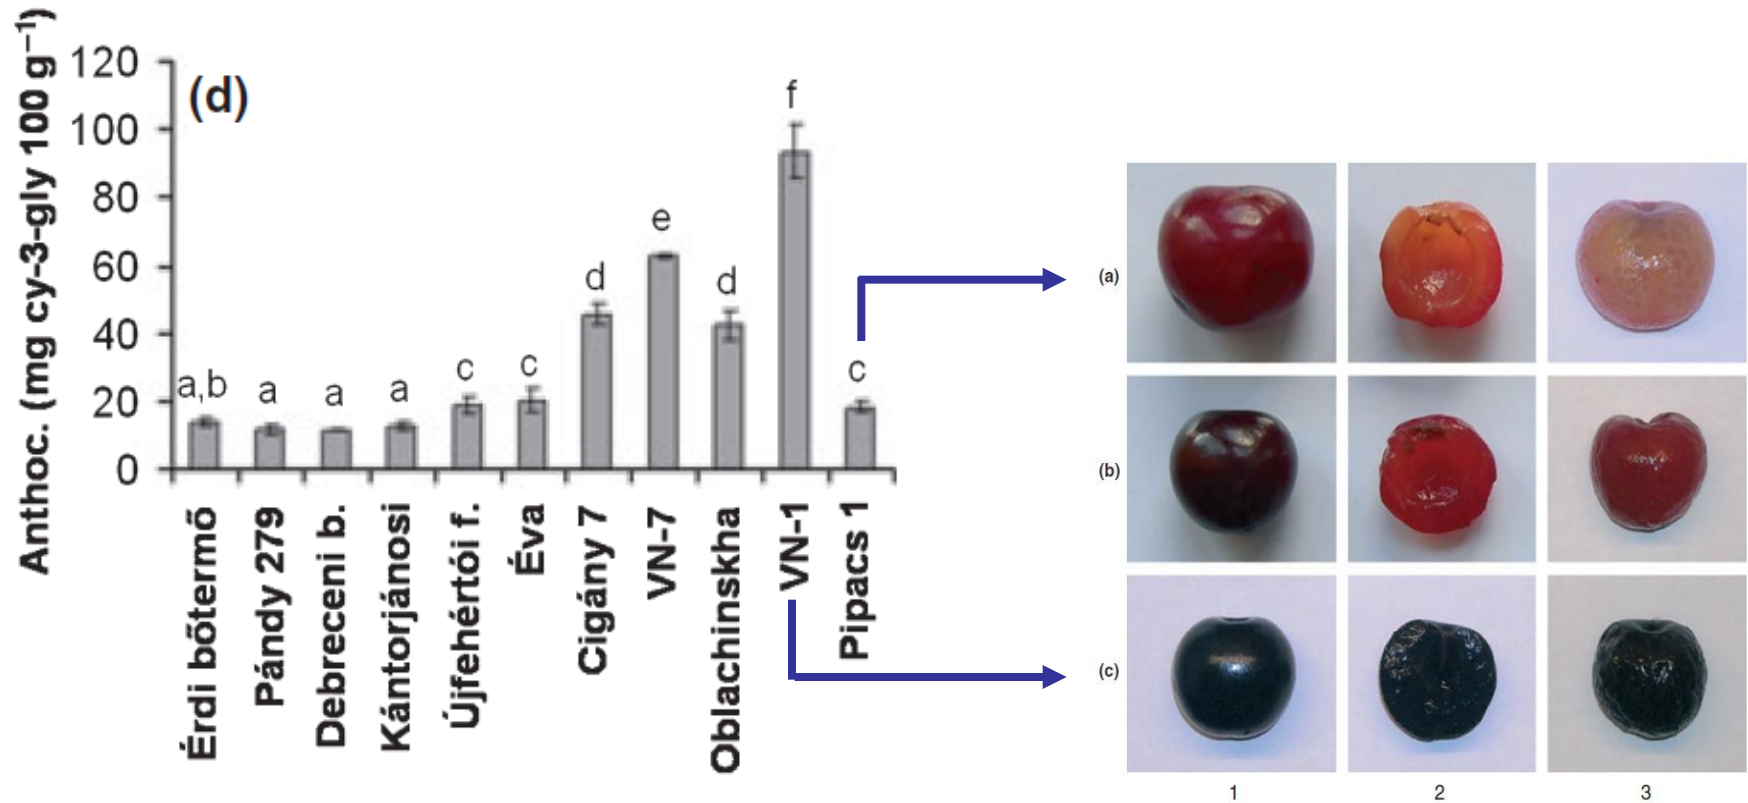 (d)
Anthoc. (mg cy-3-gly 100 g⁻¹)
120
100
80
60
40
20
0
a,b
a
a
a
c
c
d
e
d
f
c
Érdi bőtermő
Pándy 279
Debreceni b.
Kántorjánosi
Újfehértói f.
Éva
Cigány 7
VN-7
Oblachinskha
VN-1
Pipacs 1
(a)
(b)
(c)
1
2
3